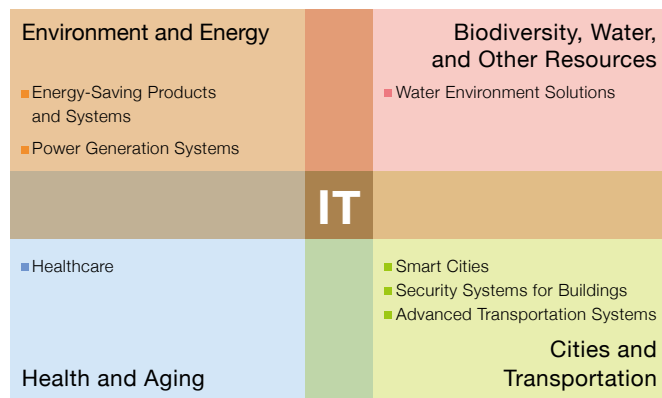 Environment and Energy
Energy-Saving Products
and Systems
Power Generation Systems
Biodiversity, Water,
and Other Resources
Water Environment Solutions
IT
Healthcare
Health and Aging
Smart Cities
Security Systems for Buildings
Advanced Transportation Systems
Cities and
Transportation